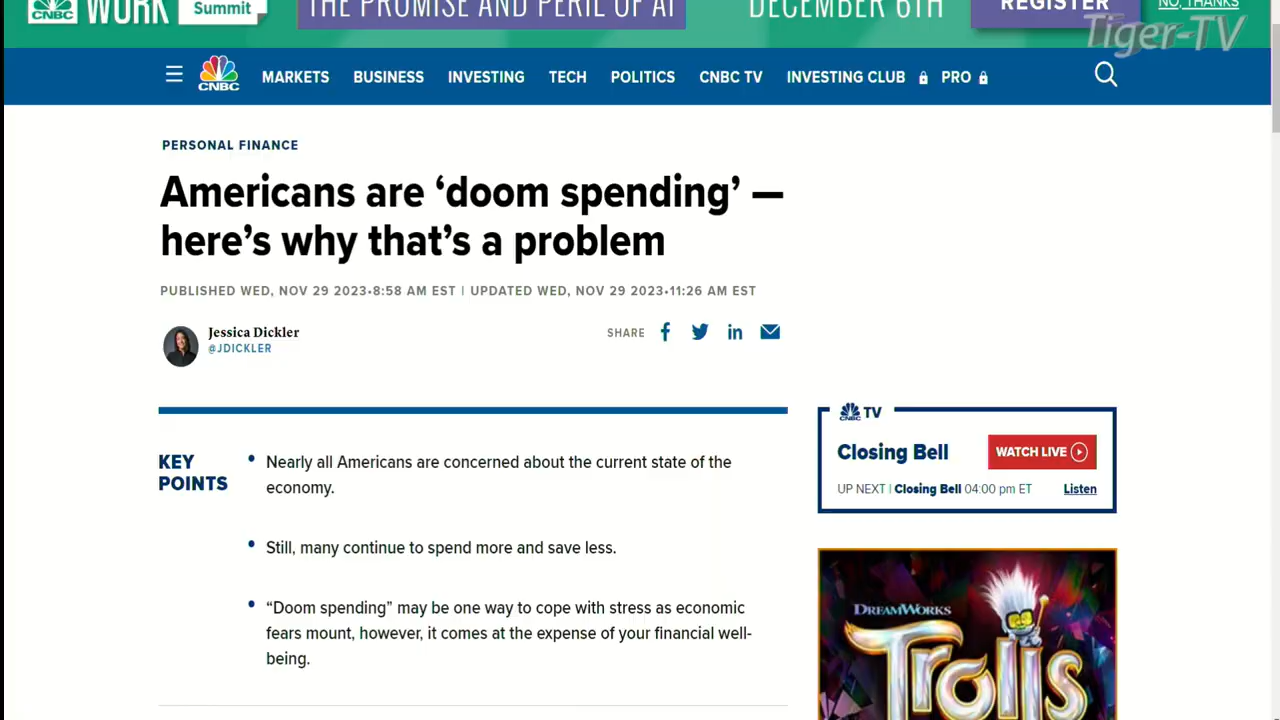 CNBC
WORK
Summit
THE PROMISE AND PERIL OF AI
DECEMBER 6TH
REGISTER
NO, THANKS
Tiger-TV
CNBC
MARKETS
BUSINESS
INVESTING
TECH
POLITICS
CNBC TV
INVESTING CLUB
PRO
PERSONAL FINANCE
Americans are ‘doom spending’ —
here’s why that’s a problem
PUBLISHED WED, NOV 29 2023•8:58 AM EST | UPDATED WED, NOV 29 2023•11:26 AM EST
Jessica Dickler
@JDICKLER
SHARE
KEY
POINTS
Nearly all Americans are concerned about the current state of the
economy.
Still, many continue to spend more and save less.
“Doom spending” may be one way to cope with stress as economic
fears mount, however, it comes at the expense of your financial well-
being.
CNBC TV
Closing Bell
WATCH LIVE
UP NEXT | Closing Bell 04:00 pm ET
Listen
DREAMWORKS
Trolls